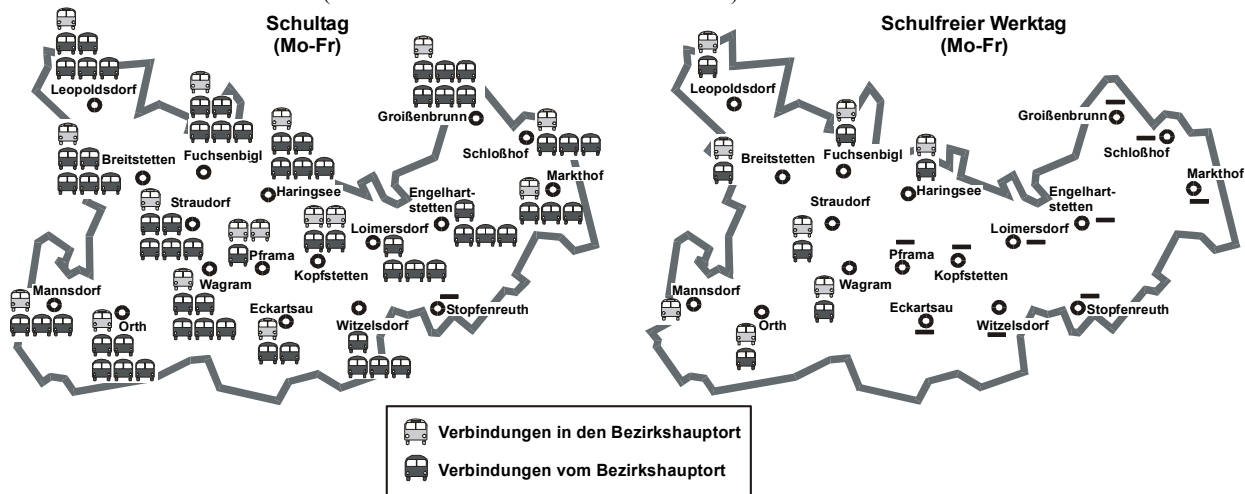 Schultag
(Mo-Fr)
Leopoldsdorf
Breitstetten
Fuchsenbigl
Haringsee
Groißenbrunn
Schloßhof
Markthof
Engelhart-
stetten
Straudorf
Pframa
Loimersdorf
Kopfstetten
Wagram
Mannsdorf
Orth
Eckartsau
Witzelsdorf
Stopfenreuth
Schulfreier Werktag
(Mo-Fr)
Leopoldsdorf
Breitstetten
Fuchsenbigl
Haringsee
Groißenbrunn
Schloßhof
Markthof
Engelhart-
stetten
Straudorf
Loimersdorf
Pframa
Kopfstetten
Wagram
Mannsdorf
Orth
Eckartsau
Witzelsdorf
Stopfenreuth
Verbindungen in den Bezirkshauptort
Verbindungen vom Bezirkshauptort